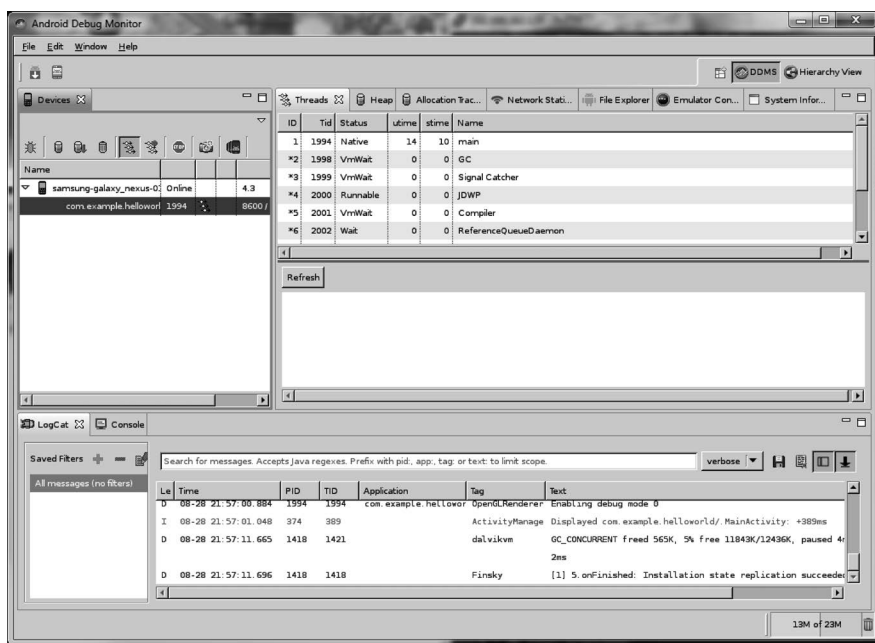 Android Debug Monitor
File Edit Window Help
DDMS Hierarchy View
Devices
Name
samsung-galaxy_nexus-0 Online 4.3
com.example.helloworl 1994 8600 /
Threads Heap Allocation Trac... Network Stati... File Explorer Emulator Con... System Infor...
ID Tid Status utime stime Name
1 1994 Native 14 10 main
*2 1998 VmWait 0 0 GC
*3 1999 VmWait 0 0 Signal Catcher
*4 2000 Runnable 0 0 JDWP
*5 2001 VmWait 0 0 Compiler
*6 2002 Wait 0 0 ReferenceQueueDaemon
Refresh
LogCat Console
Saved Filters
All messages (no filters)
Search for messages. Accepts Java regexes. Prefix with pid:, app:, tag: or text: to limit scope.
verbose
Le Time PID TID Application Tag Text
D 08-28 21:57:00.884 1994 1994 com.example.hellowor OpenGLRenderer Enabling debug mode 0
I 08-28 21:57:01.048 374 389 ActivityManage Displayed com.example.helloworld/.MainActivity: +389ms
D 08-28 21:57:11.665 1418 1421 dalvikvm GC_CONCURRENT freed 565K, 5% free 11843K/12436K, paused 4
2ms
D 08-28 21:57:11.696 1418 1418 Finsky [1] 5.onFinished: Installation state replication succeede
13M of 23M